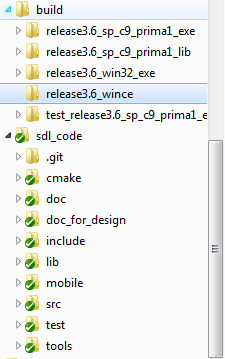 build
release3.6_sp_c9_prima1_exe
release3.6_sp_c9_prima1_lib
release3.6_win32_exe
release3.6_wince
test_release3.6_sp_c9_prima1_e
sdl_code
.git
cmake
doc
doc_for_design
include
lib
mobile
src
test
tools